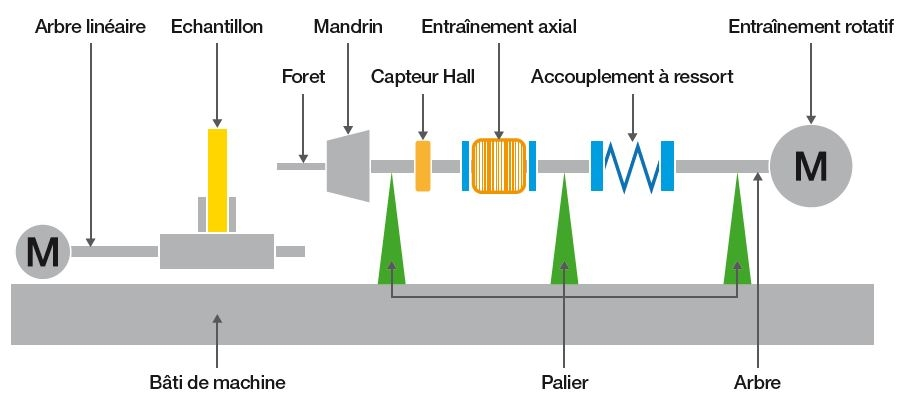 Arbre linéaire
Echantillon
Mandrin
Entraînement axial
Entraînement rotatif
Foret
Capteur Hall
Accouplement à ressort
M
M
Bâti de machine
Palier
Arbre